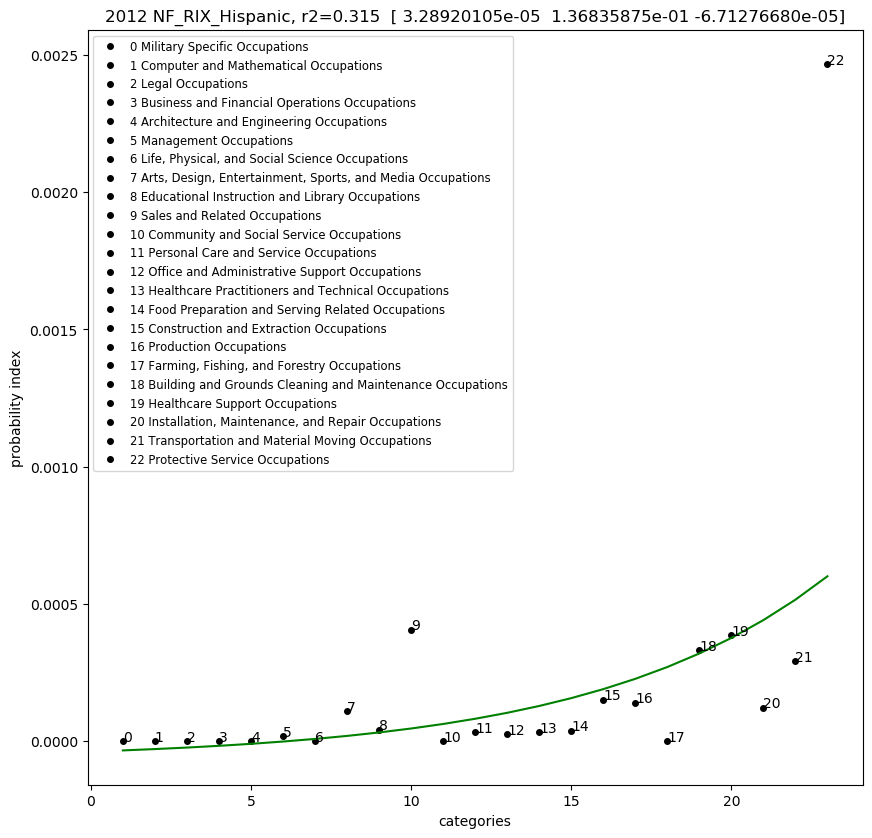 2012 NF_RIX_Hispanic, r2=0.315  [ 3.28920105e-05  1.36835875e-01 -6.71276680e-05]
0 Military Specific Occupations
1 Computer and Mathematical Occupations
2 Legal Occupations
3 Business and Financial Operations Occupations
4 Architecture and Engineering Occupations
5 Management Occupations
6 Life, Physical, and Social Science Occupations
7 Arts, Design, Entertainment, Sports, and Media Occupations
8 Educational Instruction and Library Occupations
9 Sales and Related Occupations
10 Community and Social Service Occupations
11 Personal Care and Service Occupations
12 Office and Administrative Support Occupations
13 Healthcare Practitioners and Technical Occupations
14 Food Preparation and Serving Related Occupations
15 Construction and Extraction Occupations
16 Production Occupations
17 Farming, Fishing, and Forestry Occupations
18 Building and Grounds Cleaning and Maintenance Occupations
19 Healthcare Support Occupations
20 Installation, Maintenance, and Repair Occupations
21 Transportation and Material Moving Occupations
22 Protective Service Occupations
probability index
0.0025
0.0020
0.0015
0.0010
0.0005
0.0000
0
1
2
3
4
5
6
7
8
9
10
11
12
13
14
15
16
17
18
19
20
21
22
0
5
10
15
20
categories